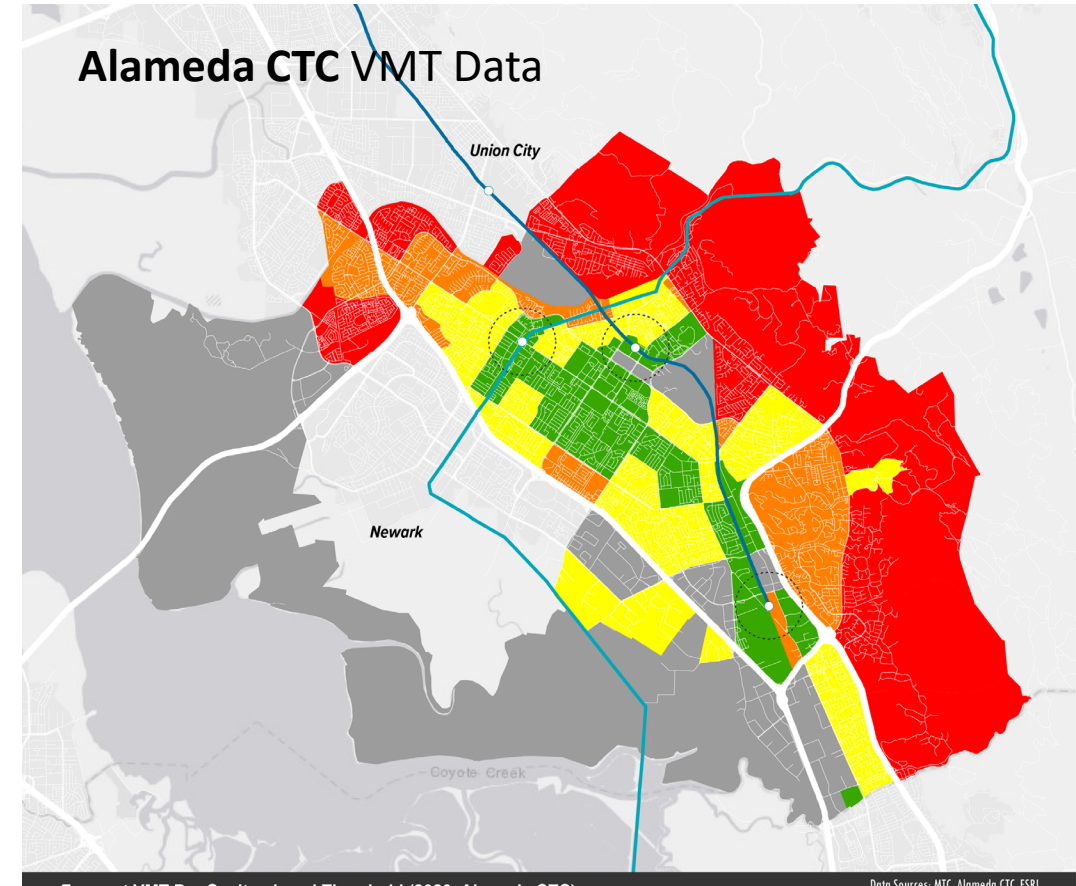 Alameda CTC VMT Data
Union City
Newark
Coyote Creek
Data Sources: MTC, Alameda CTC, ESRI